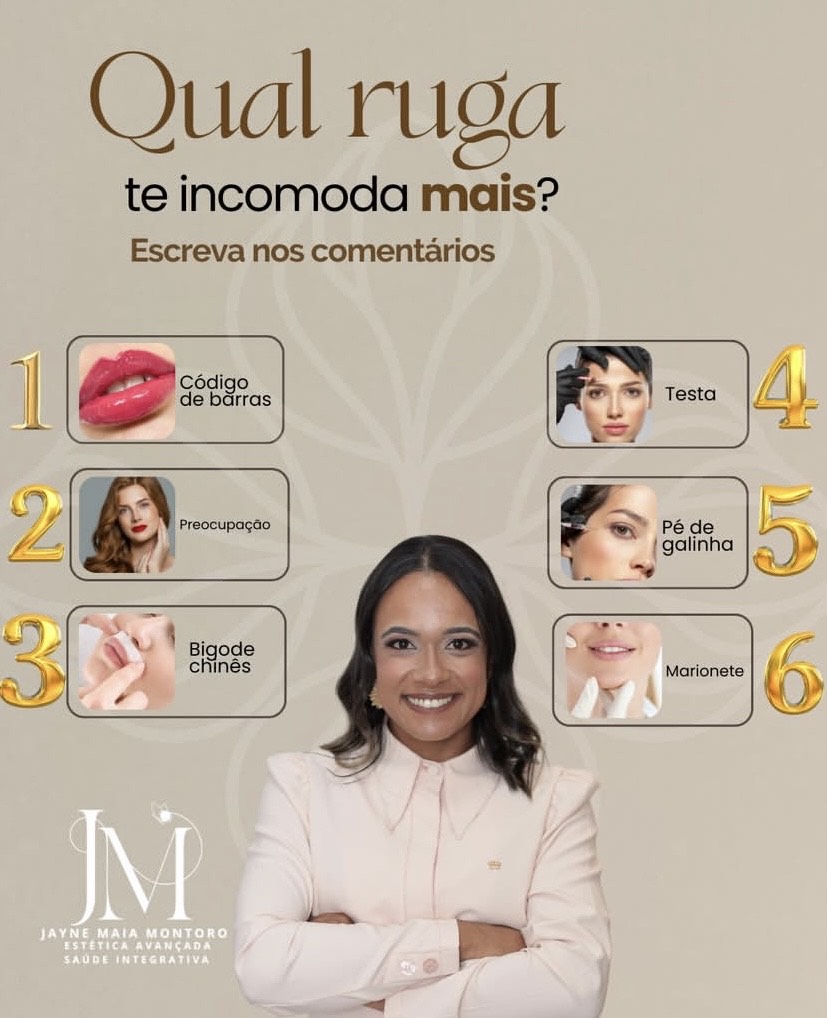 Qual ruga
te incomoda mais?
Escreva nos comentários
1
Código
de barras
2
Preocupação
3
Bigode
chinês
4
Testa
5
Pé de
galinha
6
Marionete
JM
JAYNE MAIA MONTORO
ESTÉTICA AVANÇADA
SAÚDE INTEGRATIVA